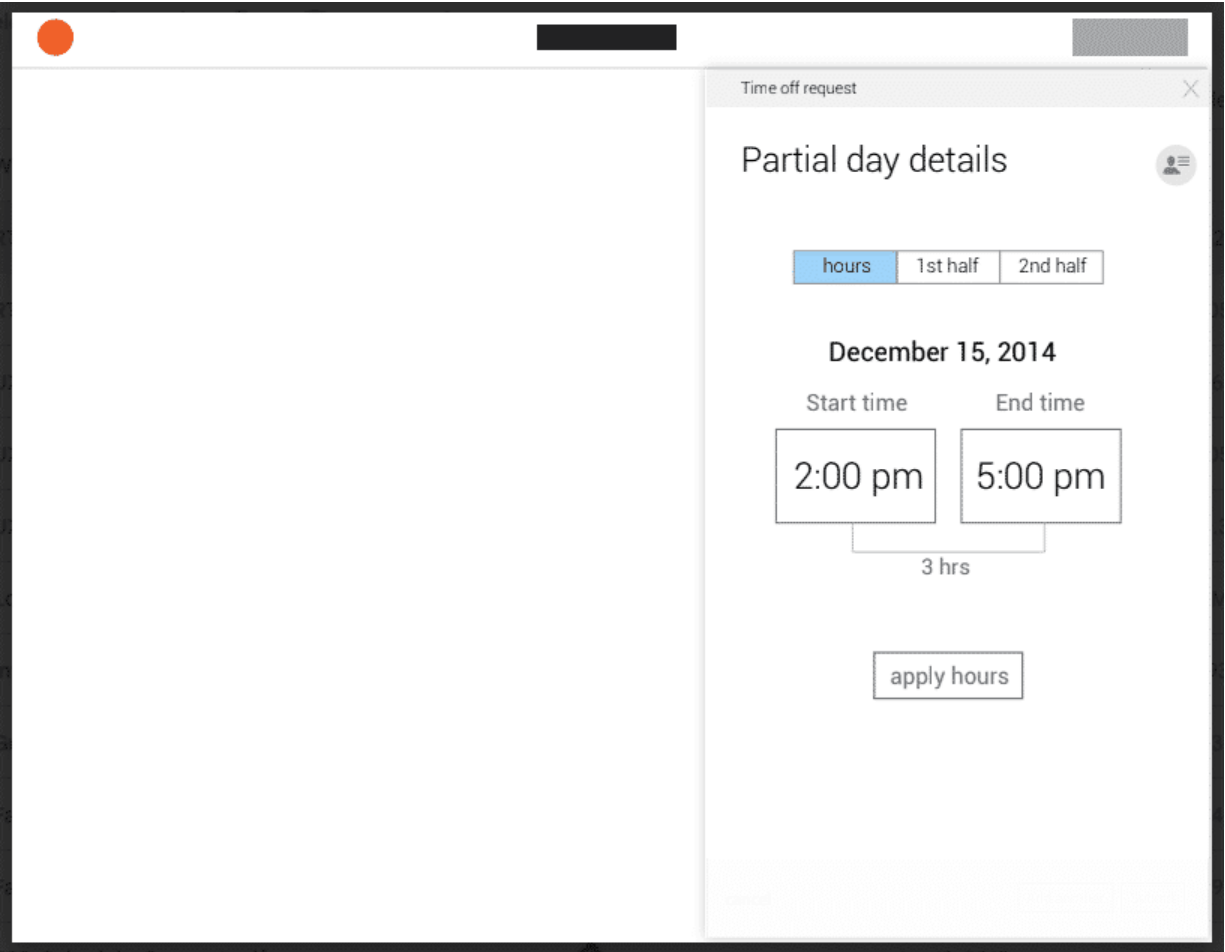 Time off request
Partial day details
hours 1st half 2nd half
December 15, 2014
Start time End time
2:00 pm 5:00 pm
3 hrs
apply hours